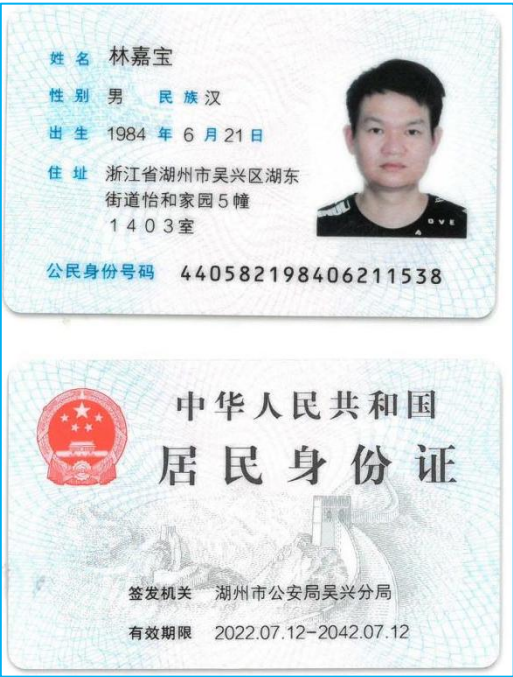 姓名 林嘉宝
性别 男 民族 汉
出生 1984 年 6 月 21 日
住址 浙江省湖州市吴兴区湖东
街道怡和家园5幢
1403室
公民身份号码 440582198406211538
中华人民共和国
居民身份证
签发机关 湖州市公安局吴兴分局
有效期限 2022.07.12-2042.07.12